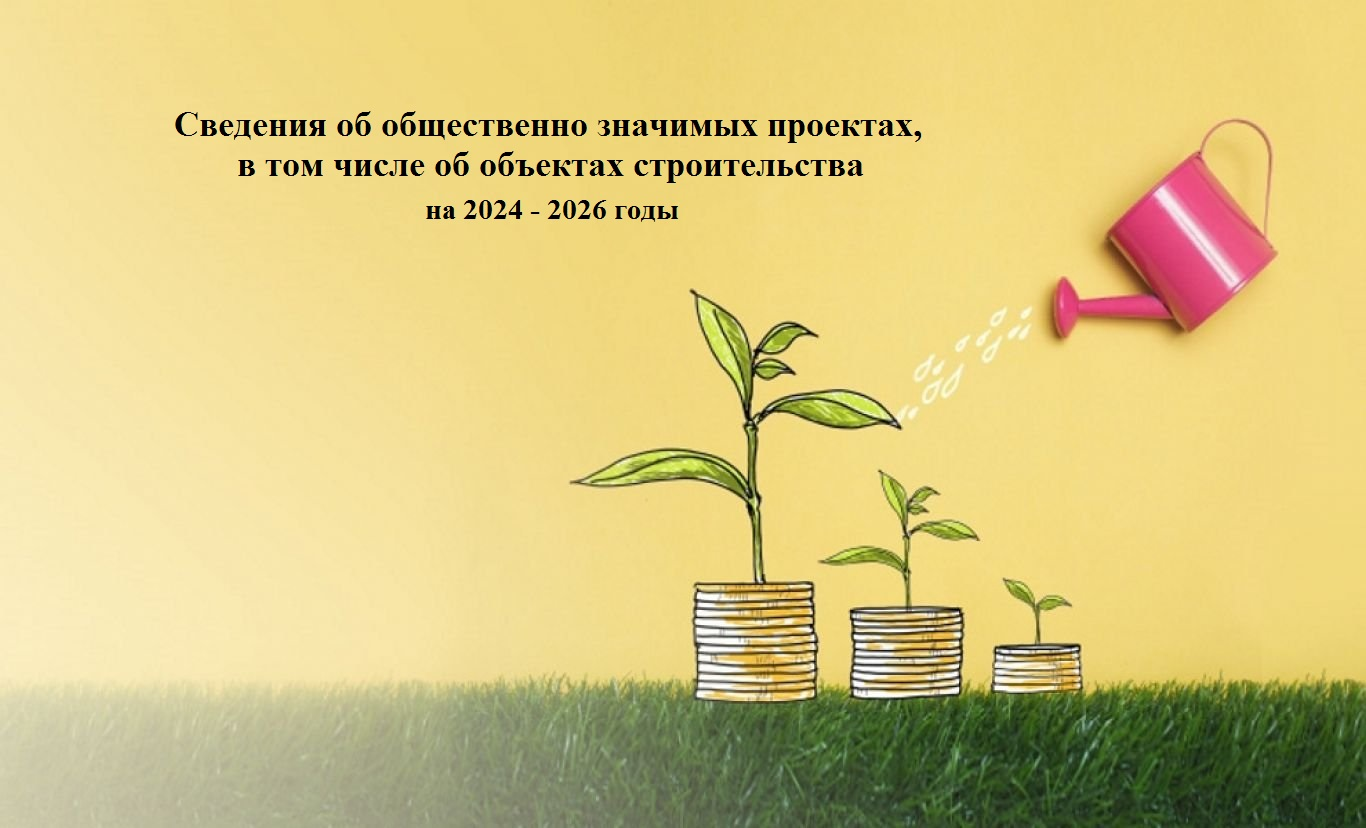 Сведения об общественно значимых проектах,
в том числе об объектах строительства
на 2024 - 2026 годы